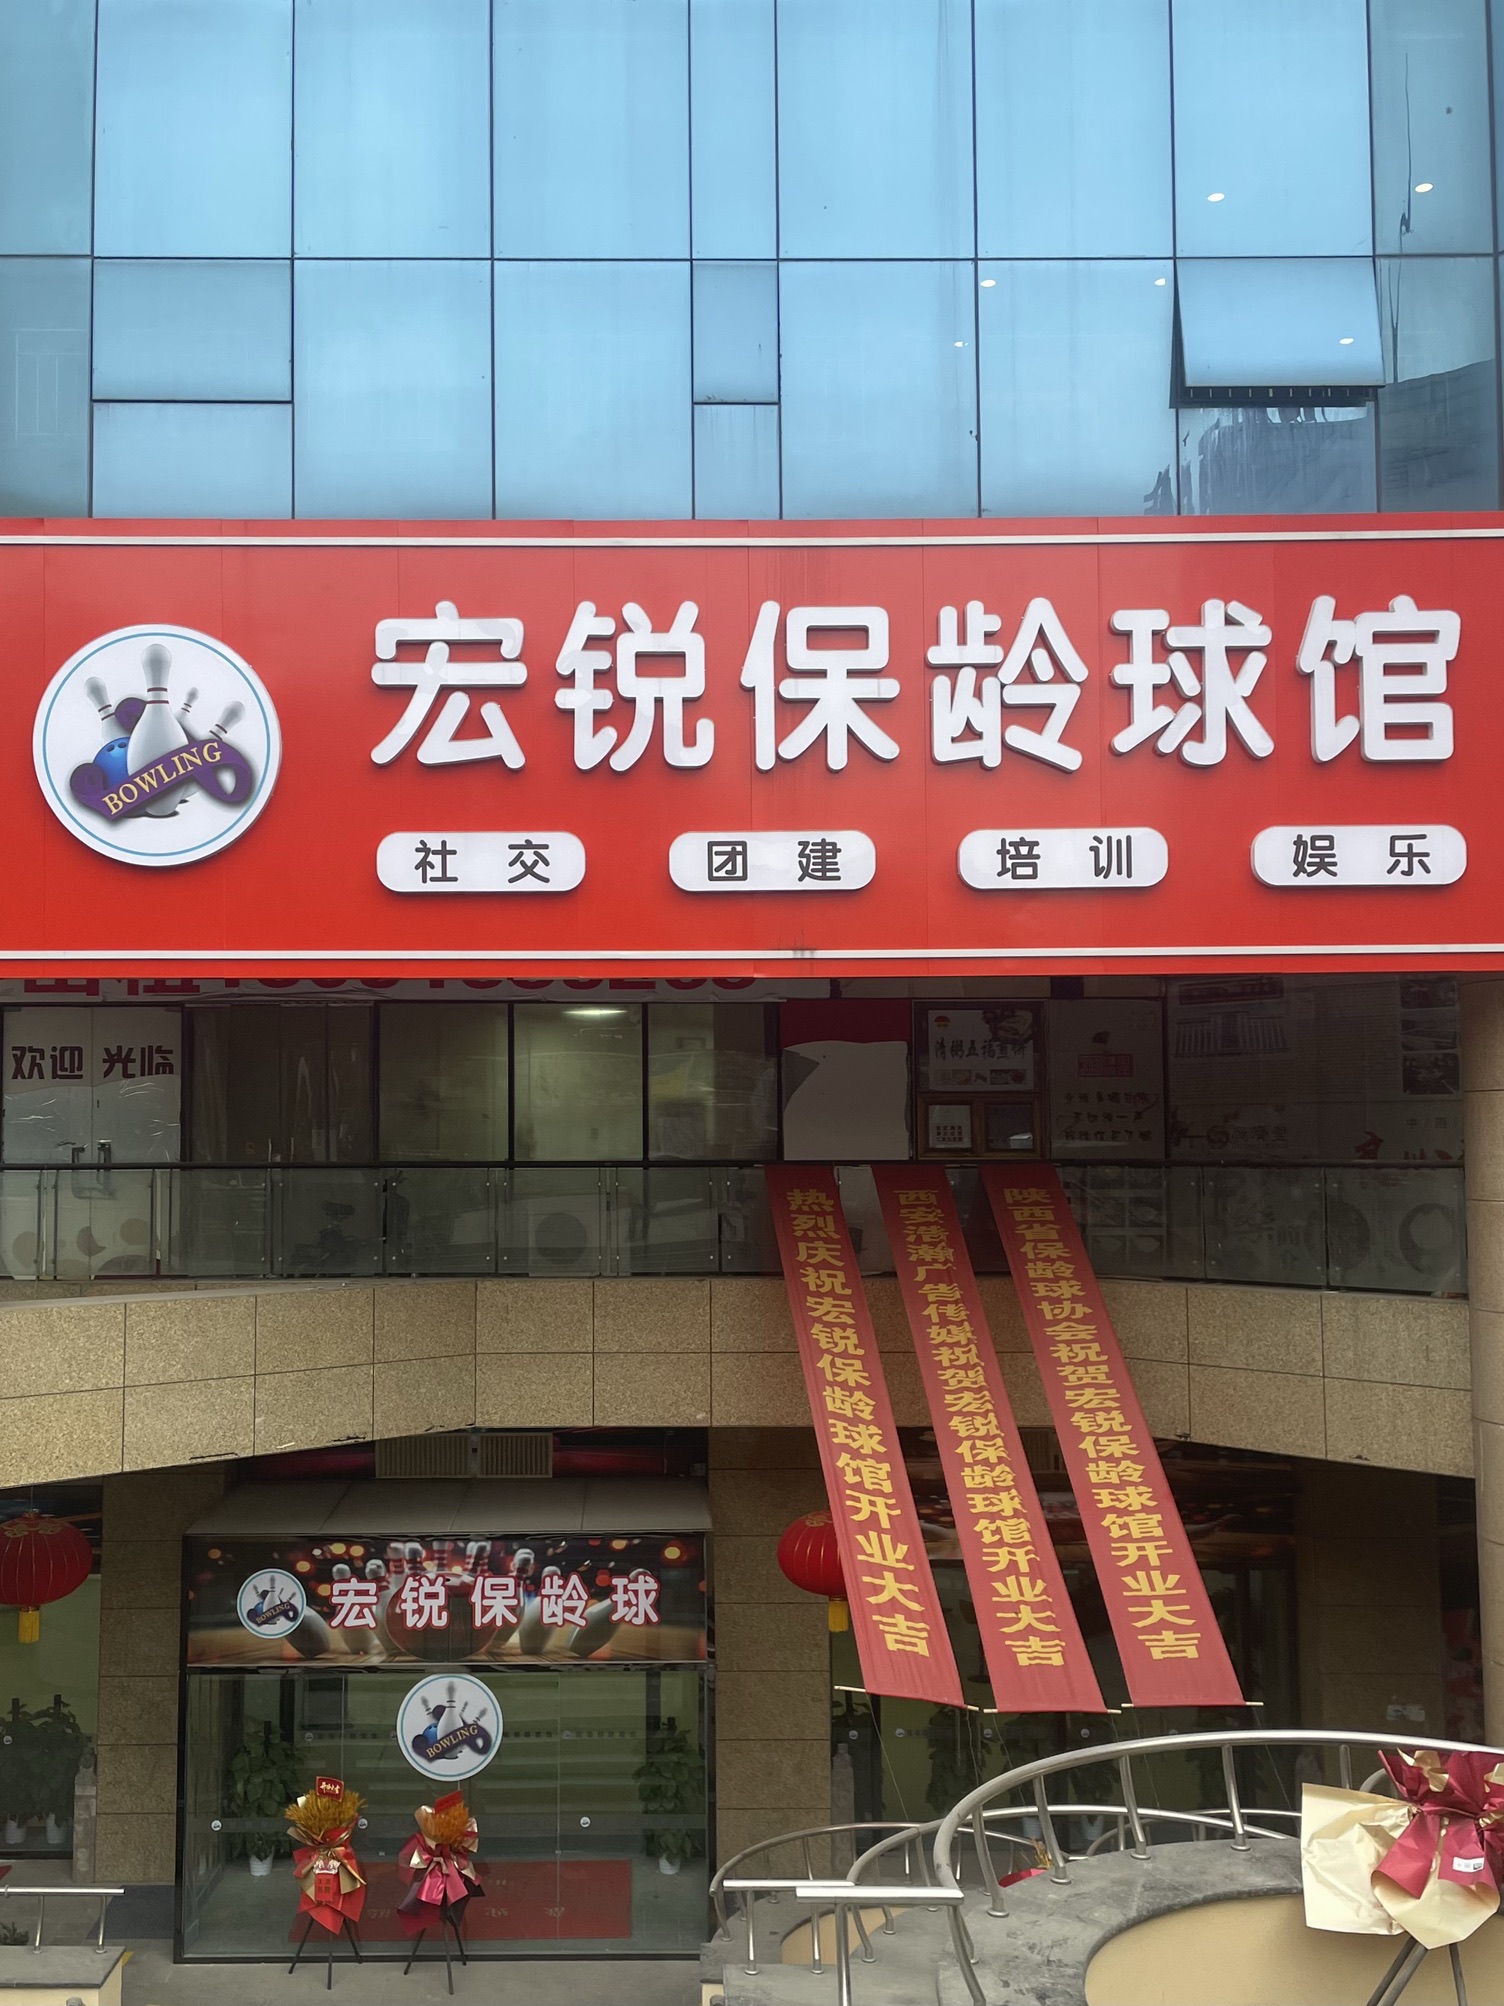 宏锐保龄球馆
BOWLING
社交 团建 培训 娱乐
欢迎 光临
热烈庆祝宏锐保龄球馆开业大吉
西安浩瀚广告传媒祝贺宏锐保龄球馆开业大吉
陕西省保龄球协会祝贺宏锐保龄球馆开业大吉
BOWLING
宏锐保龄球
BOWLING